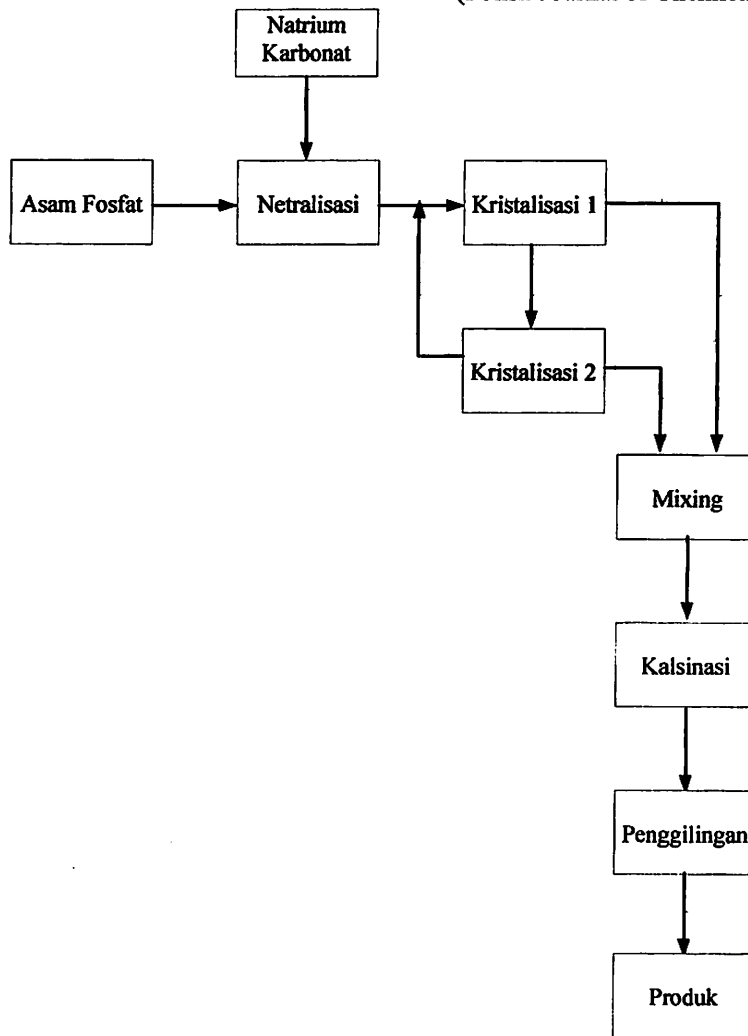 Natrium
Karbonat
Asam Fosfat
Netralisasi
Kristalisasi 1
Kristalisasi 2
Mixing
Kalsinasi
Penggilingan
Produk